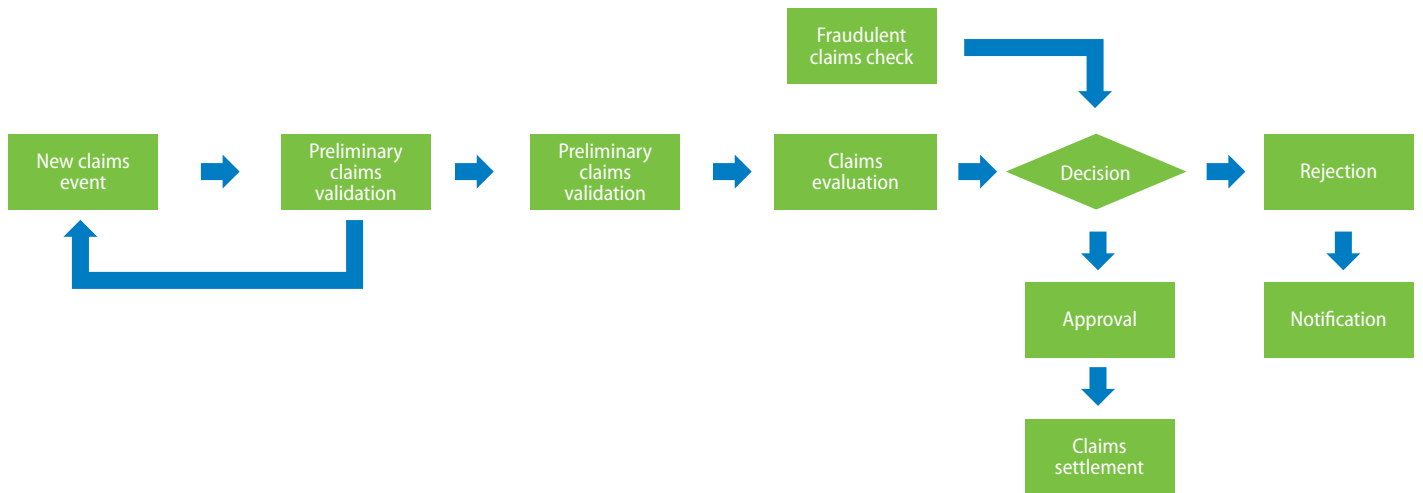 Fraudulent
claims check
New claims
event
Preliminary
claims
validation
Preliminary
claims
validation
Claims
evaluation
Decision
Rejection
Approval
Notification
Claims
settlement